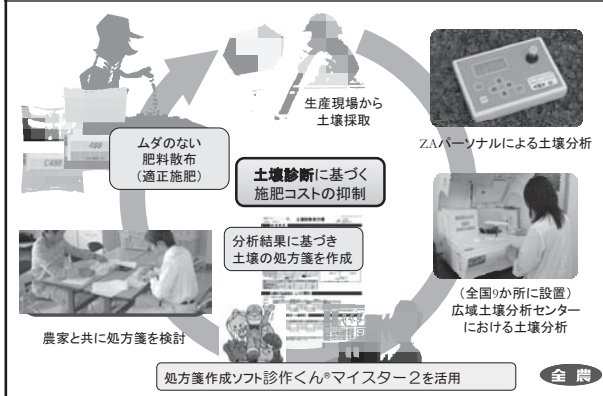 生産現場から
土壌採取
ZAパーソナルによる土壌分析
ムダのない
肥料散布
(適正施肥)
土壌診断に基づく
施肥コストの抑制
分析結果に基づき
土壌の処方箋を作成
(全国9か所に設置)
広域土壌分析センター
における土壌分析
農家と共に処方箋を検討
処方箋作成ソフト診作くん®マイスター2を活用
全農